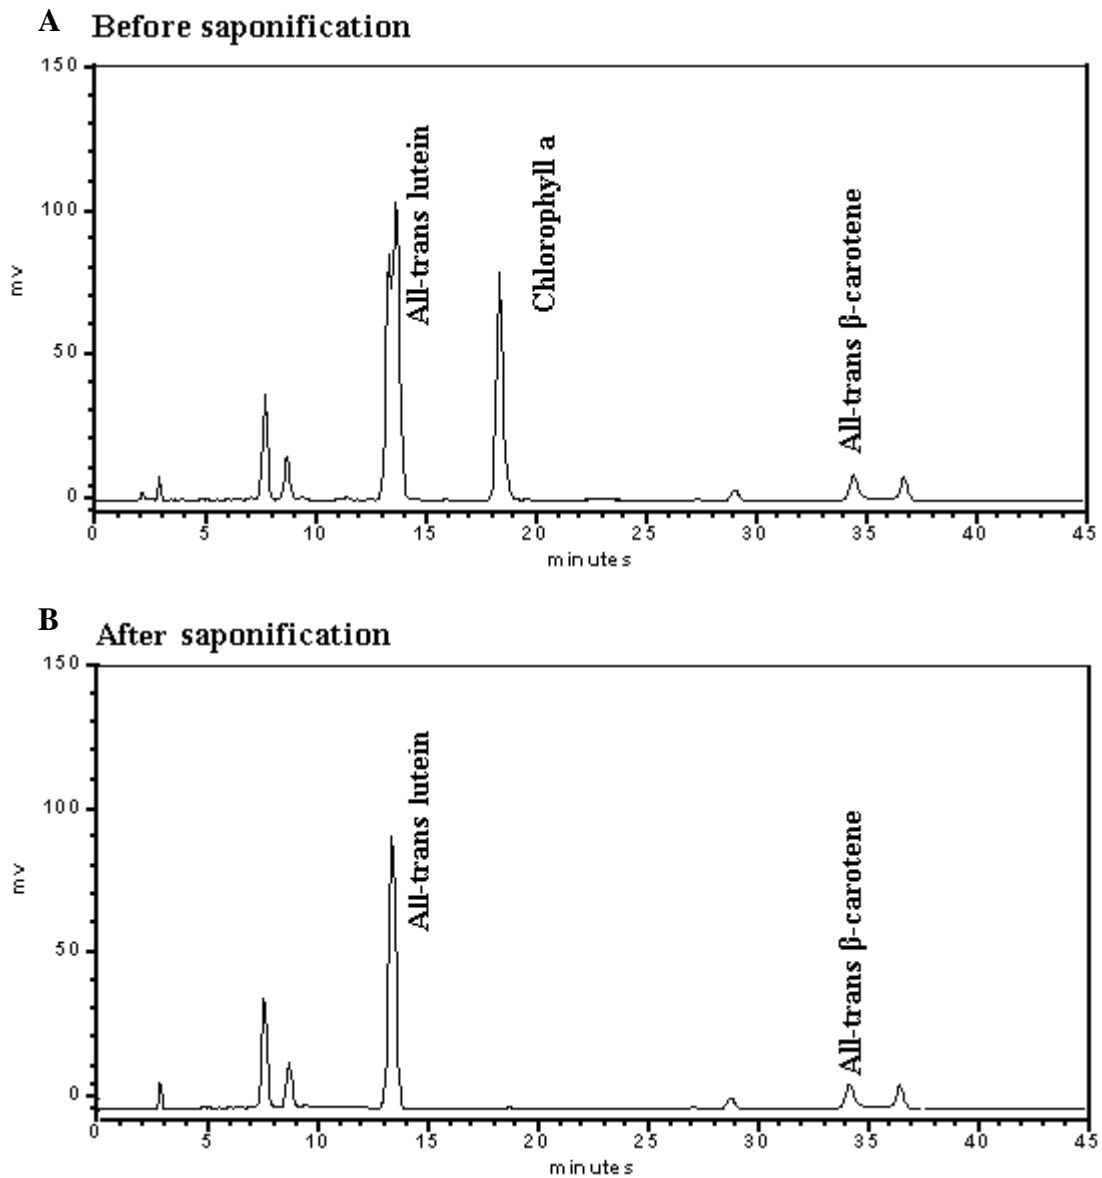 A Before saponification
150
100
50
0
mv
All-trans lutein
Chlorophyll a
All-trans β-carotene
0 5 10 15 20 25 30 35 40 45
minutes
B After saponification
150
100
50
0
mv
All-trans lutein
All-trans β-carotene
0 5 10 15 20 25 30 35 40 45
minutes